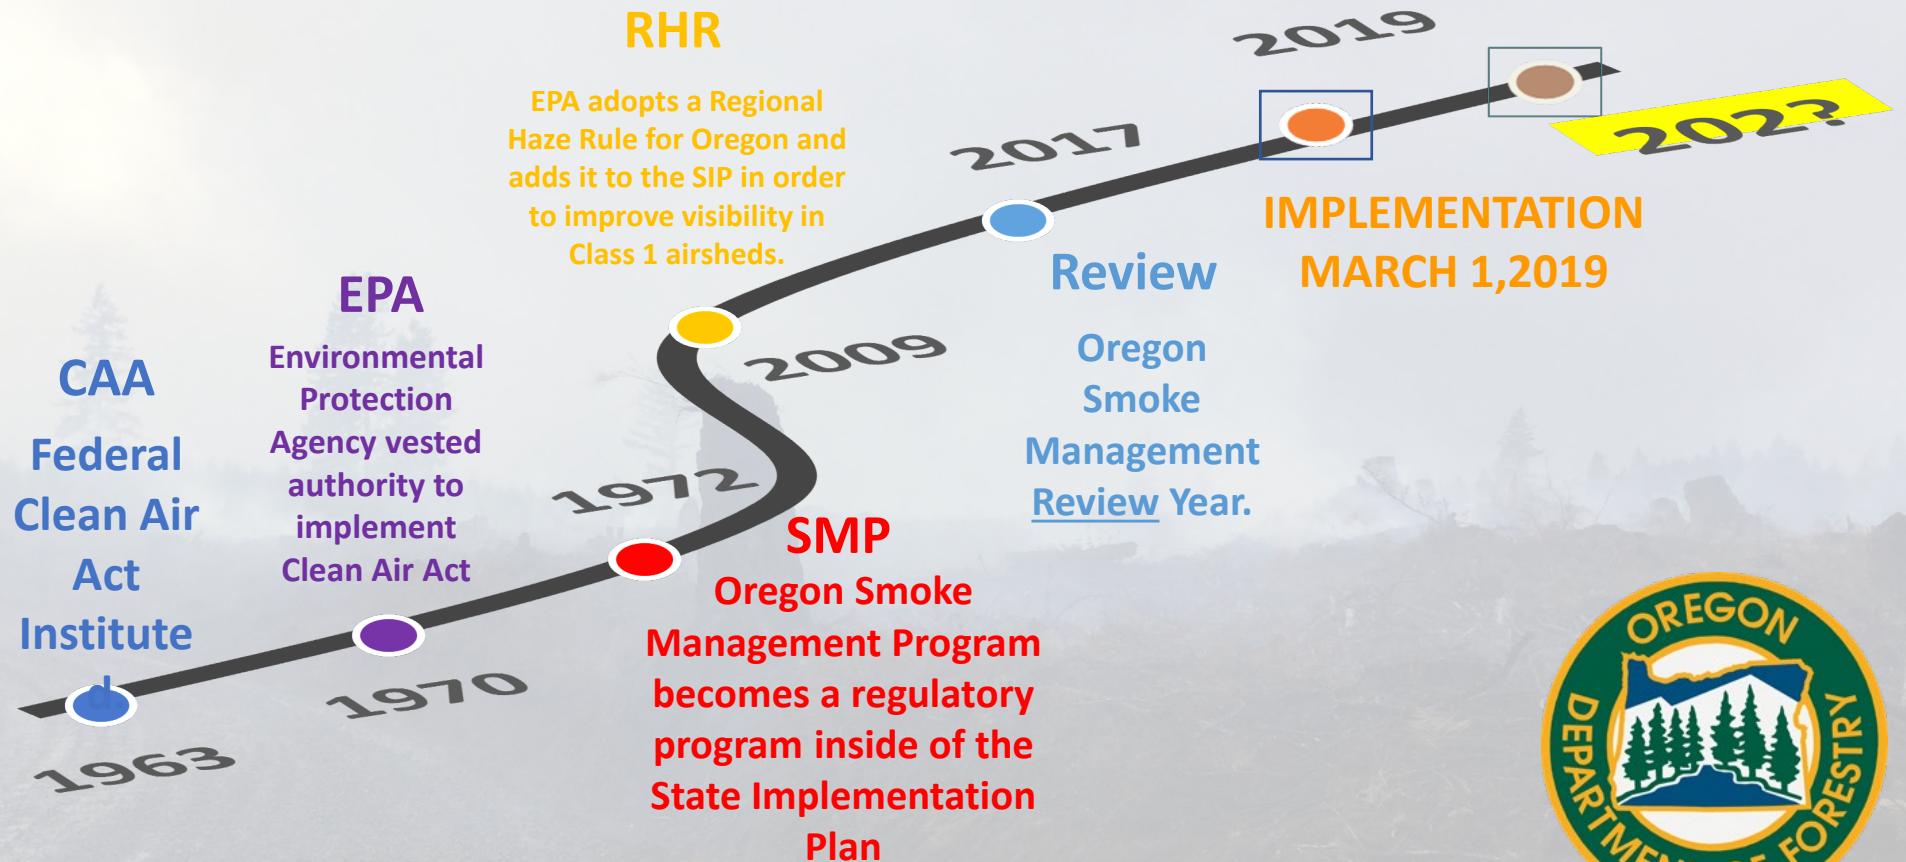 CAA
Federal
Clean Air
Act
Institute
d.
1963
EPA
Environmental
Protection
Agency vested
authority to
implement
Clean Air Act
1970
1972
SMP
Oregon Smoke
Management Program
becomes a regulatory
program inside of the
State Implementation
Plan
RHR
EPA adopts a Regional
Haze Rule for Oregon and
adds it to the SIP in order
to improve visibility in
Class 1 airsheds.
2009
2017
Review
Oregon
Smoke
Management
Review Year.
2019
IMPLEMENTATION
MARCH 1,2019
202?
OREGON
DEPARTMENT OF FORESTRY